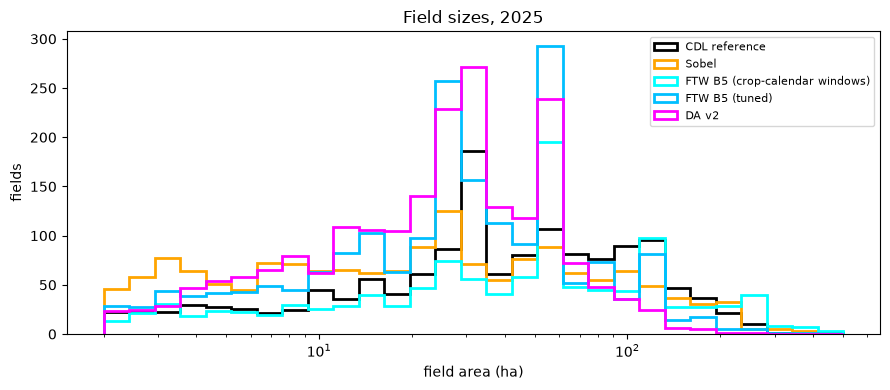 Field sizes, 2025
fields
300
250
200
150
100
50
0
CDL reference
Sobel
FTW B5 (crop-calendar windows)
FTW B5 (tuned)
DA v2
10¹
10²
field area (ha)